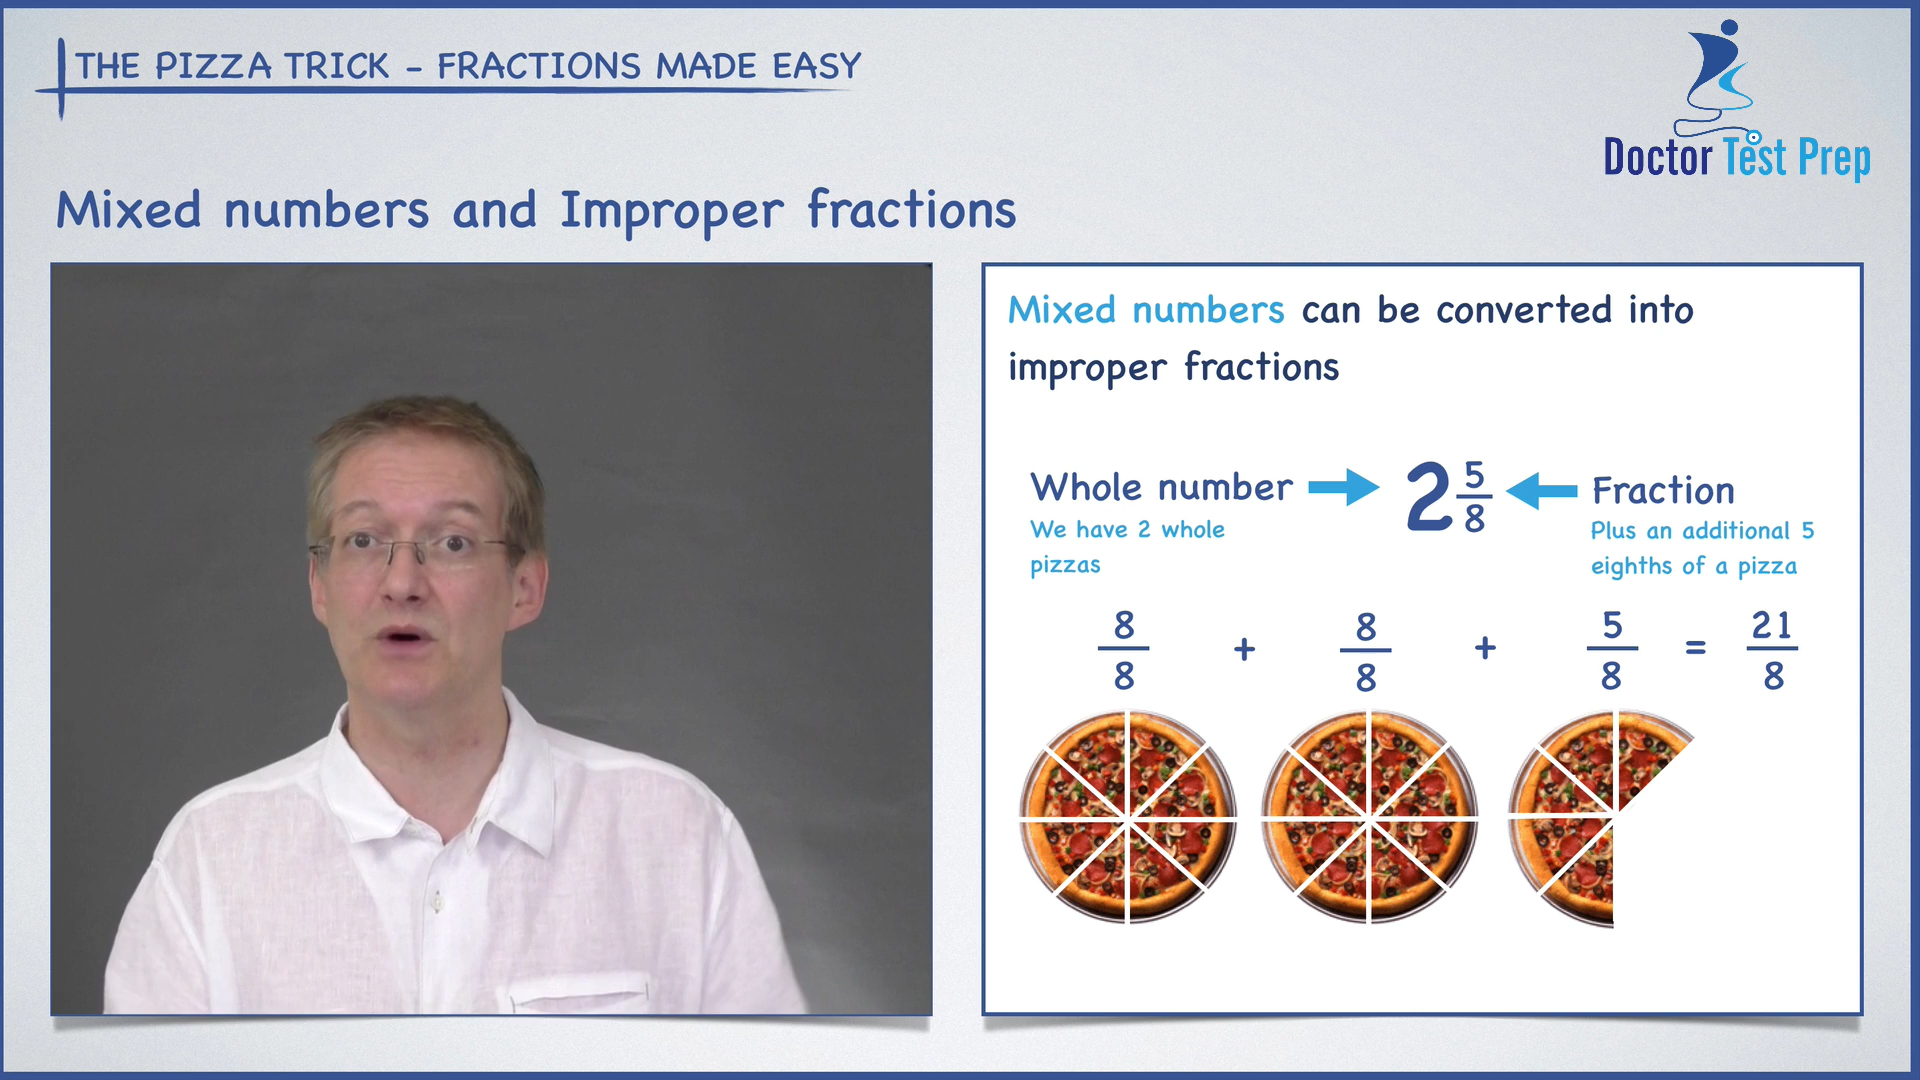 THE PIZZA TRICK - FRACTIONS MADE EASY
Doctor Test Prep
Mixed numbers and Improper fractions
Mixed numbers can be converted into
improper fractions
Whole number
We have 2 whole
pizzas
2 5/8
Fraction
Plus an additional 5
eighths of a pizza
8/8 + 8/8 + 5/8 = 21/8